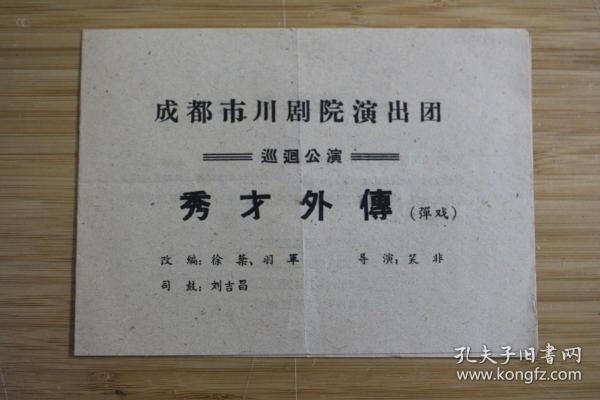 成都市川剧院演出团
巡迴公演
秀才外傳(彈戏)
改編:徐棻、羽軍 导演:笑非
司鼓:刘吉昌
孔夫子旧书网
www.kongfz.com